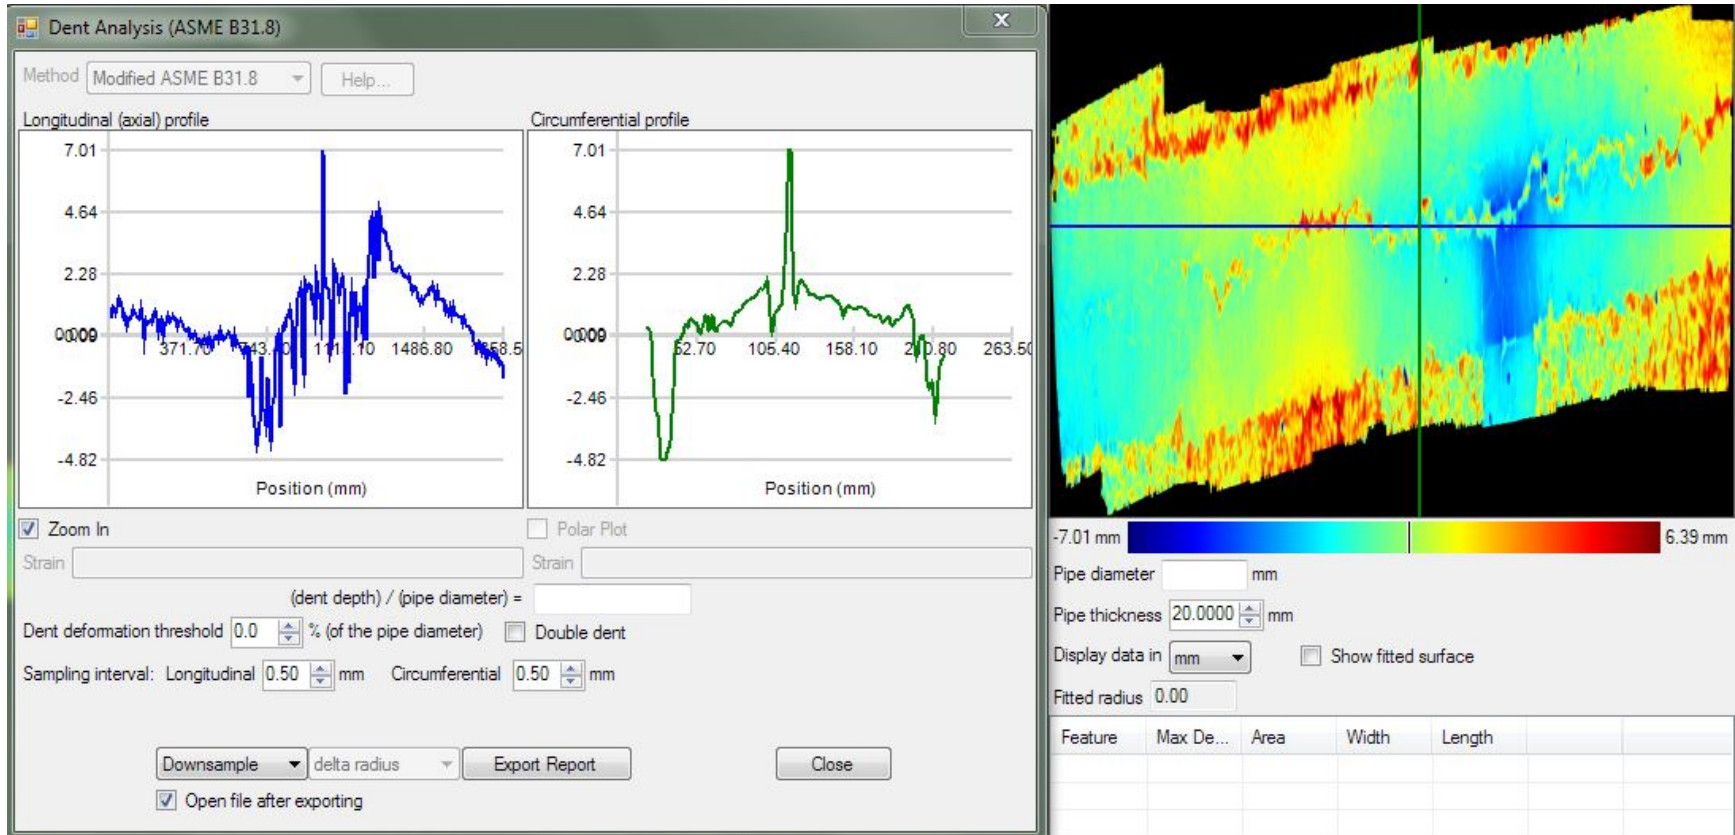 Dent Analysis (ASME B31.8)
x
Method Modified ASME B31.8 Help...
Longitudinal (axial) profile
7.01
4.64
2.28
-2.46
-4.82
371.70
1486.80
Position (mm)
Circumferential profile
7.01
4.64
2.28
-2.46
-4.82
52.70 105.40 158.10 210.80 263.50
Position (mm)
Zoom In
Polar Plot
Strain
Strain
(dent depth) / (pipe diameter) =
Dent deformation threshold 0.0 % (of the pipe diameter) Double dent
Sampling interval: Longitudinal 0.50 mm Circumferential 0.50 mm
Downsample delta radius Export Report Close
Open file after exporting
-7.01 mm 6.39 mm
Pipe diameter mm
Pipe thickness 20.0000 mm
Display data in mm Show fitted surface
Fitted radius 0.00
Feature Max De... Area Width Length